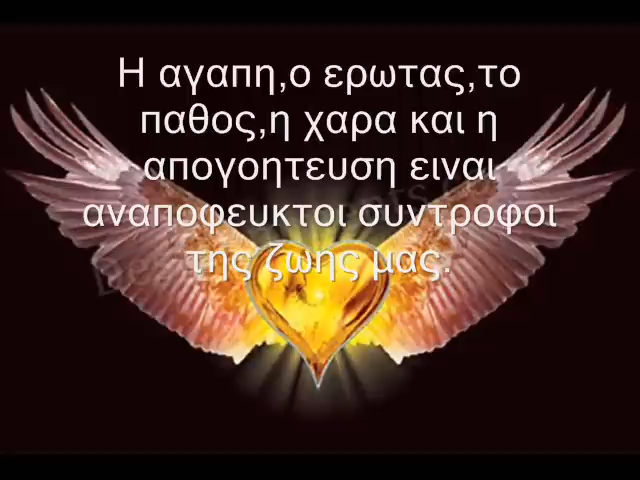 Η αγαπη,ο ερωτας,το
παθος,η χαρα και η
απογοητευση ειναι
αναποφευκτοι συντροφοι
της ζωης μας.